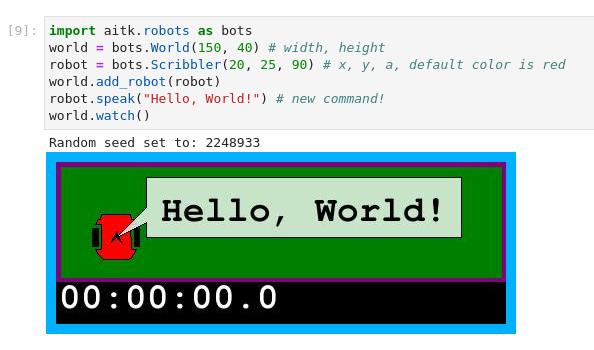 [9]: import aitk.robots as bots
world = bots.World(150, 40) # width, height
robot = bots.Scribbler(20, 25, 90) # x, y, a, default color is red
world.add_robot(robot)
robot.speak("Hello, World!") # new command!
world.watch()
Random seed set to: 2248933
Hello, World!
00:00:00.0